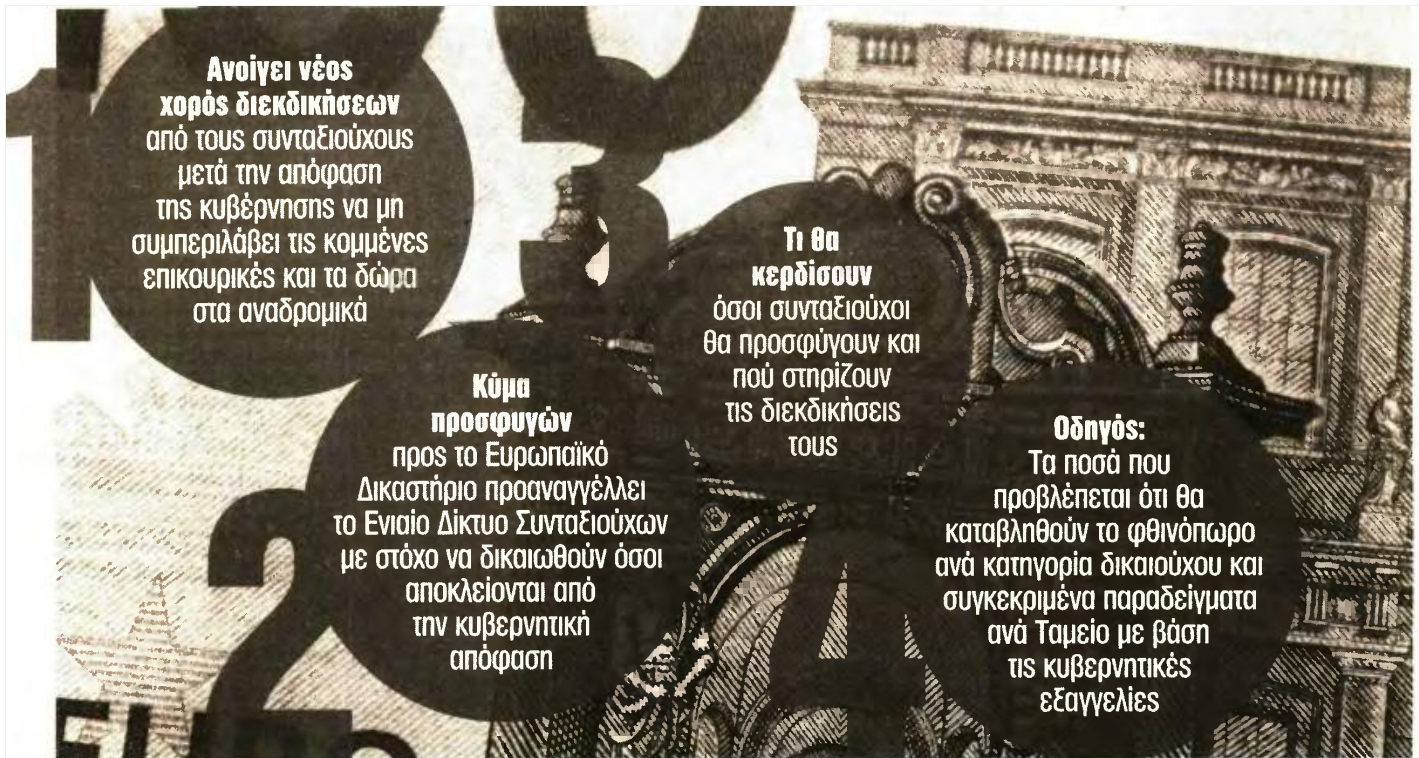 1
Ανοίγει νέος
χορός διεκδικήσεων
από τους συνταξιούχους
μετά την απόφαση
της κυβέρνησης να μη
συμπεριλάβει τις κομμένες
επικουρικές και τα δώρα
στα αναδρομικά
2
Κύμα
προσφυγών
προς το Ευρωπαϊκό
Δικαστήριο προαναγγέλλει
το Ενιαίο Δίκτυο Συνταξιούχων
με στόχο να δικαιωθούν όσοι
αποκλείονται από
την κυβερνητική
απόφαση
3
Τι θα
κερδίσουν
όσοι συνταξιούχοι
θα προσφύγουν και
πού στηρίζουν
τις διεκδικήσεις
τους
4
Οδηγός:
Τα ποσά που
προβλέπεται ότι θα
καταβληθούν το φθινόπωρο
ανά κατηγορία δικαιούχου και
συγκεκριμένα παραδείγματα
ανά Ταμείο με βάση
τις κυβερνητικές
εξαγγελίες